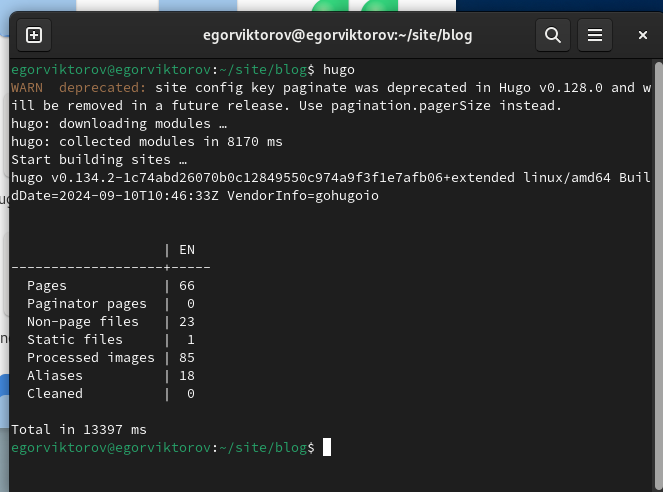 egorviktorov@egorviktorov:~/site/blog
egorviktorov@egorviktorov:~/site/blog$ hugo
WARN  deprecated: site config key paginate was deprecated in Hugo v0.128.0 and w
ill be removed in a future release. Use pagination.pagerSize instead.
hugo: downloading modules …
hugo: collected modules in 8170 ms
Start building sites …
hugo v0.134.2-1c74abd26070b0c12849550c974a9f3f1e7afb06+extended linux/amd64 Buil
dDate=2024-09-10T10:46:33Z VendorInfo=gohugoio
                   | EN
-------------------+-----
  Pages            | 66
  Paginator pages  |  0
  Non-page files   | 23
  Static files     |  1
  Processed images | 85
  Aliases          | 18
  Cleaned          |  0
Total in 13397 ms
egorviktorov@egorviktorov:~/site/blog$